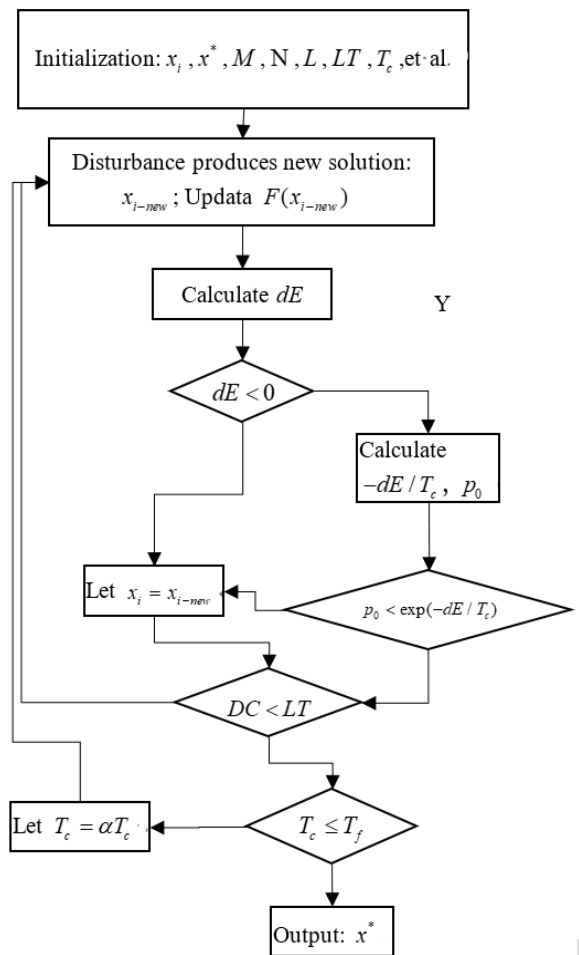 Initialization: x_i , x^* , M , N , L , LT , T_c ,et al.
Disturbance produces new solution:
x_{i-new} ; Updata F(x_{i-new})
Calculate dE
Y
dE < 0
Calculate
-dE / T_c , p_0
Let x_i = x_{i-new}
p_0 < exp(-dE / T_c)
DC < LT
Let T_c = αT_c
T_c ≤ T_f
Output: x^*